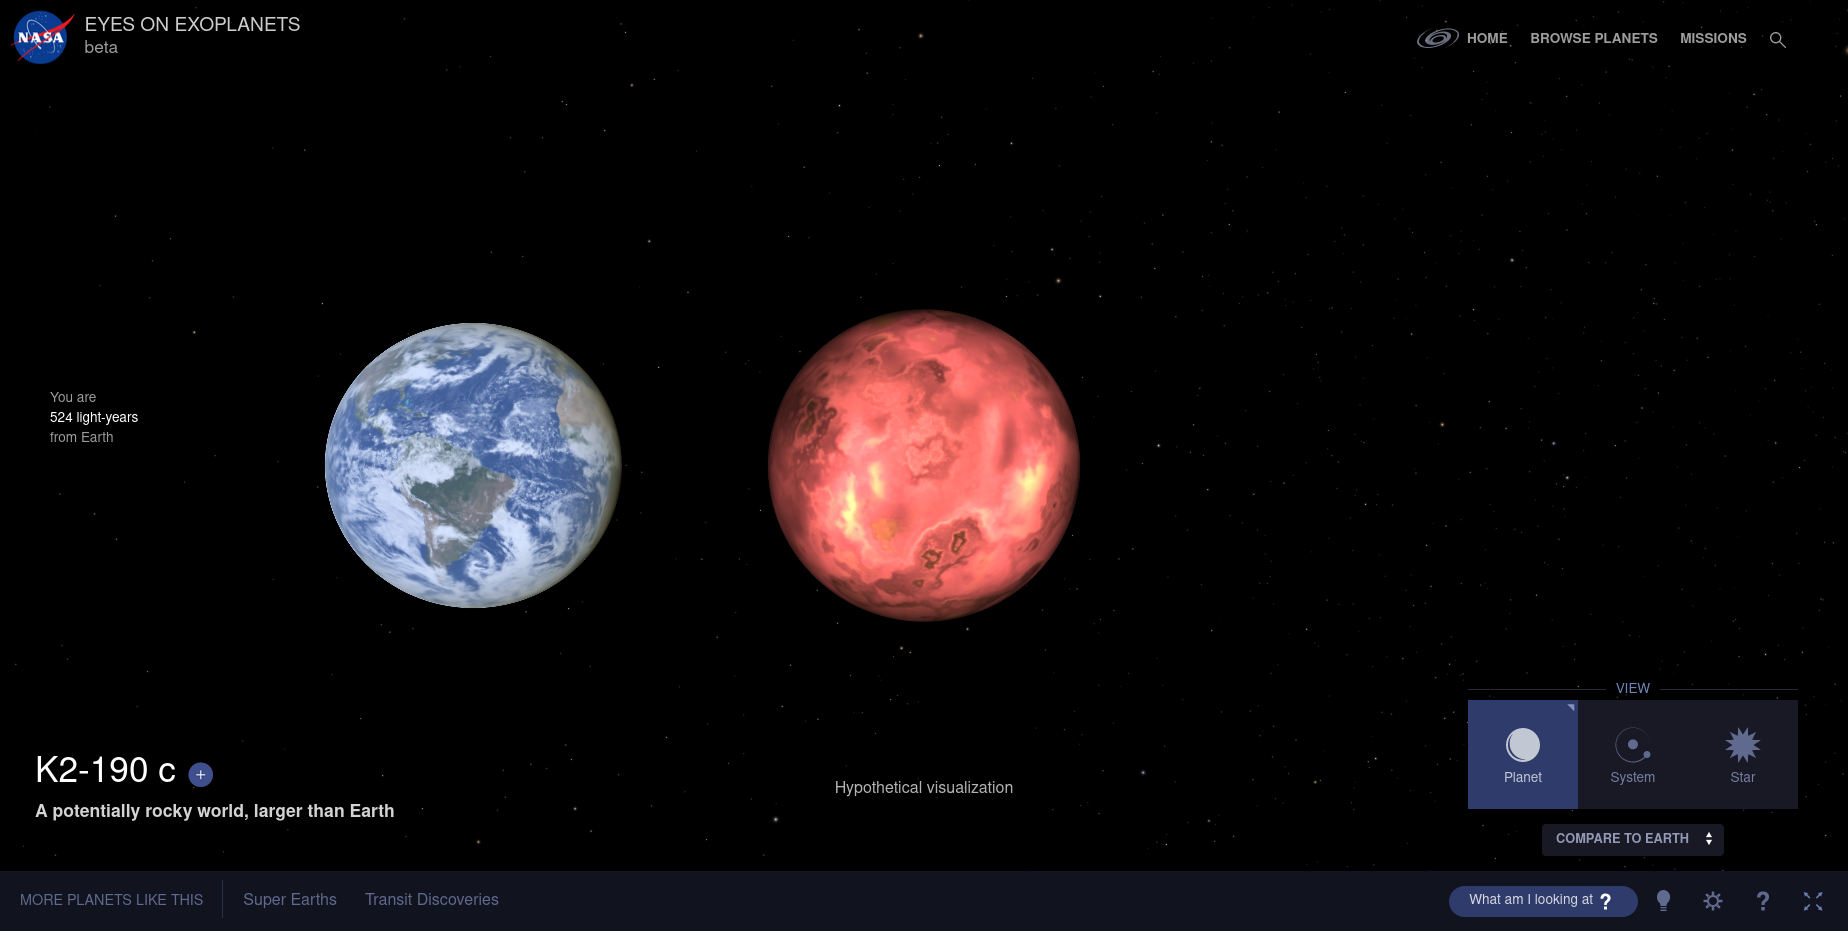 NASA
EYES ON EXOPLANETS
beta
HOME
BROWSE PLANETS
MISSIONS
You are
524 light-years
from Earth
K2-190 c +
A potentially rocky world, larger than Earth
Hypothetical visualization
VIEW
Planet
System
Star
COMPARE TO EARTH
MORE PLANETS LIKE THIS
Super Earths
Transit Discoveries
What am I looking at ?
?